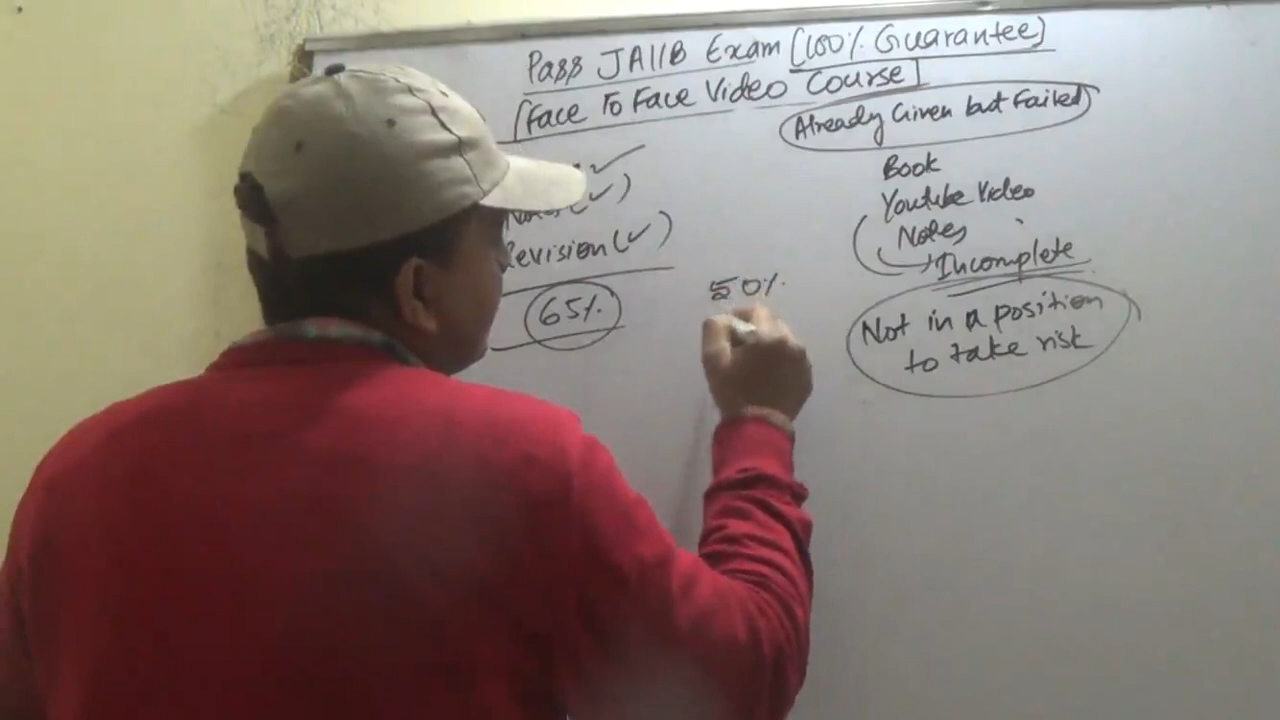 Pass JAIIB Exam [100% Guarantee]
[Face To Face Video Course]
Notes (✓)
Revision (✓)
65%
50%
Already Given but Failed
Book
Youtube Video
Notes
Incomplete
Not in a position
to take risk